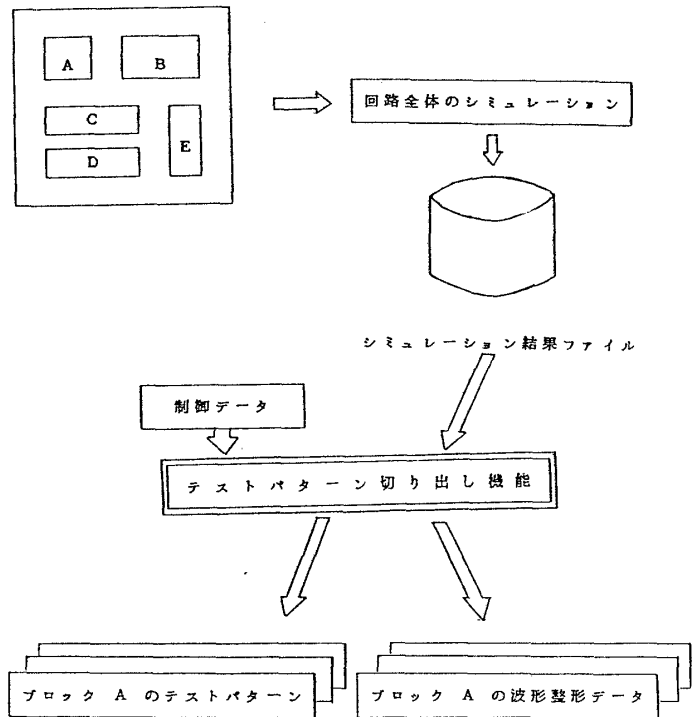 A
B
C
D
E
回路全体のシミュレーション
シミュレーション結果ファイル
制御データ
テストパターン切り出し機能
ブロック A のテストパターン
ブロック A の波形整形データ